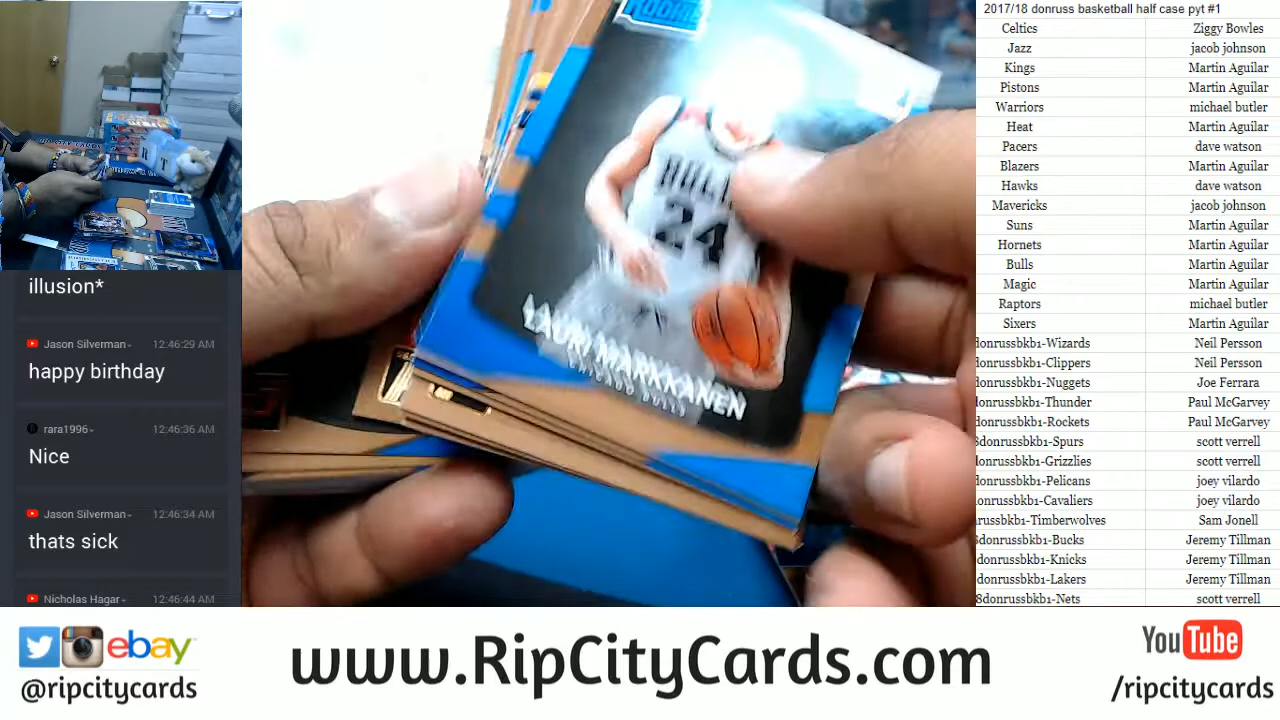 2017/18 donruss basketball half case pyt #1
Celtics Ziggy Bowles
Jazz jacob johnson
Kings Martin Aguilar
Pistons Martin Aguilar
Warriors michael butler
Heat Martin Aguilar
Pacers dave watson
Blazers Martin Aguilar
Hawks dave watson
Mavericks jacob johnson
Suns Martin Aguilar
Hornets Martin Aguilar
Bulls Martin Aguilar
Magic Martin Aguilar
Raptors michael butler
Sixers Martin Aguilar
donrussbkb1-Wizards Neil Persson
donrussbkb1-Clippers Neil Persson
donrussbkb1-Nuggets Joe Ferrara
donrussbkb1-Thunder Paul McGarvey
donrussbkb1-Rockets Paul McGarvey
donrussbkb1-Spurs scott verrell
donrussbkb1-Grizzlies scott verrell
donrussbkb1-Pelicans joey vilardo
donrussbkb1-Cavaliers joey vilardo
russbkb1-Timberwolves Sam Jonell
donrussbkb1-Bucks Jeremy Tillman
donrussbkb1-Knicks Jeremy Tillman
donrussbkb1-Lakers Jeremy Tillman
8donrussbkb1-Nets scott verrell
24
LAURI MARKKANEN
CHICAGO BULLS
illusion*
Jason Silverman 12:46:29 AM
happy birthday
rara1996 12:46:36 AM
Nice
Jason Silverman 12:46:34 AM
thats sick
Nicholas Hagar 12:46:44 AM
ebay
@ripcitycards
www.RipCityCards.com
YouTube
/ripcitycards